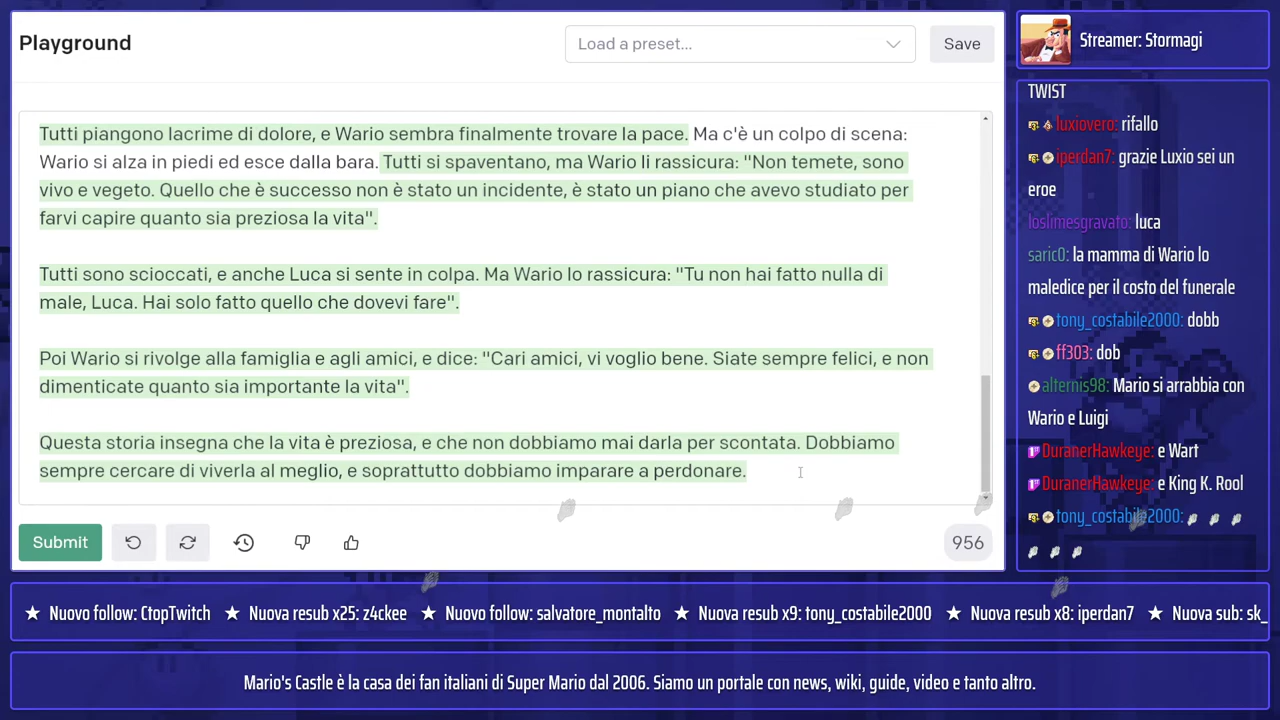 Playground
Load a preset...
Save
Tutti piangono lacrime di dolore, e Wario sembra finalmente trovare la pace. Ma c'è un colpo di scena:
Wario si alza in piedi ed esce dalla bara. Tutti si spaventano, ma Wario li rassicura: "Non temete, sono
vivo e vegeto. Quello che è successo non è stato un incidente, è stato un piano che avevo studiato per
farvi capire quanto sia preziosa la vita".
Tutti sono scioccati, e anche Luca si sente in colpa. Ma Wario lo rassicura: "Tu non hai fatto nulla di
male, Luca. Hai solo fatto quello che dovevi fare".
Poi Wario si rivolge alla famiglia e agli amici, e dice: "Cari amici, vi voglio bene. Siate sempre felici, e non
dimenticate quanto sia importante la vita".
Questa storia insegna che la vita è preziosa, e che non dobbiamo mai darla per scontata. Dobbiamo
sempre cercare di viverla al meglio, e soprattutto dobbiamo imparare a perdonare.
Submit
956
Streamer: Stormagi
TWIST
luxiovero: rifallo
iperdan7: grazie Luxio sei un
eroe
loslimesgravato: luca
saric0: la mamma di Wario lo
maledice per il costo del funerale
tony_costabile2000: dobb
ff303: dob
alternis98: Mario si arrabbia con
Wario e Luigi
DuranerHawkeye: e Wart
DuranerHawkeye: e King K. Rool
tony_costabile2000:
★ Nuovo follow: CtopTwitch ★ Nuova resub x25: z4ckee ★ Nuovo follow: salvatore_montalto ★ Nuova resub x9: tony_costabile2000 ★ Nuova resub x8: iperdan7 ★ Nuova sub: sk_
Mario's Castle è la casa dei fan italiani di Super Mario dal 2006. Siamo un portale con news, wiki, guide, video e tanto altro.